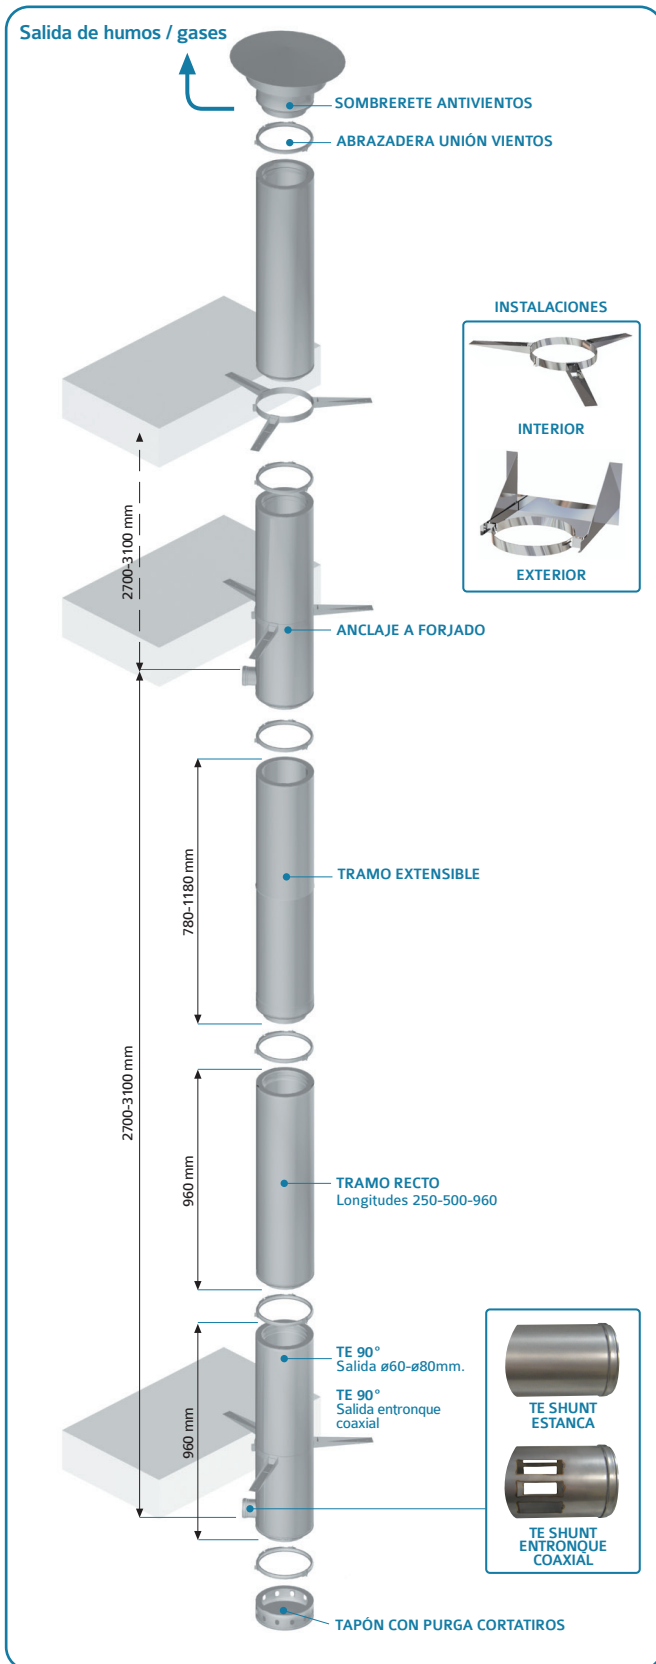 Salida de humos / gases
SOMBRERETE ANTIVIENTOS
ABRAZADERA UNIÓN VIENTOS
INSTALACIONES
INTERIOR
EXTERIOR
2700-3100 mm
ANCLAJE A FORJADO
780-1180 mm
TRAMO EXTENSIBLE
2700-3100 mm
960 mm
TRAMO RECTO
Longitudes 250-500-960
960 mm
TE 90°
Salida ø60-ø80mm.
TE 90°
Salida entronque
coaxial
TE SHUNT
ESTANCA
TE SHUNT
ENTRONQUE
COAXIAL
TAPÓN CON PURGA CORTATIROS